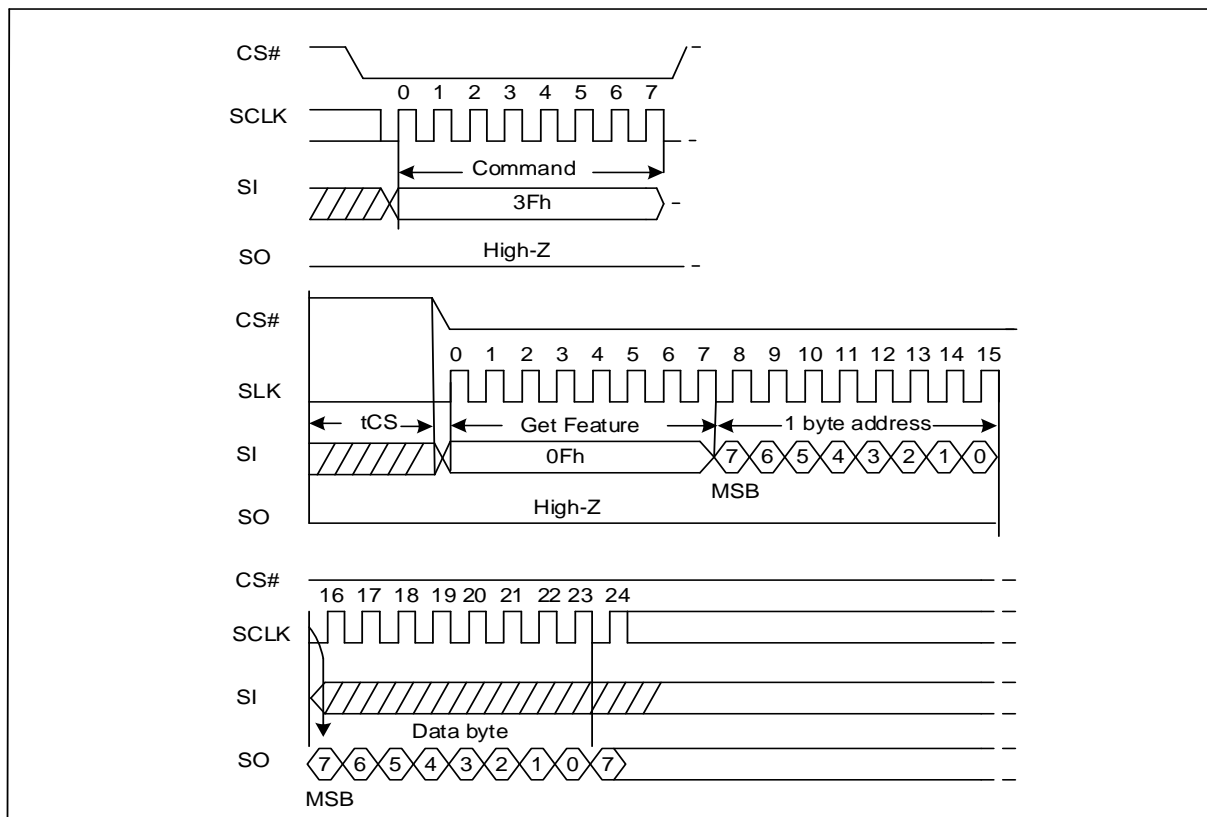 CS#
0 1 2 3 4 5 6 7
SCLK
Command
SI
3Fh
High-Z
SO
CS#
0 1 2 3 4 5 6 7 8 9 10 11 12 13 14 15
SLK
tCS Get Feature 1 byte address
SI
0Fh 7 6 5 4 3 2 1 0
MSB
High-Z
SO
CS#
16 17 18 19 20 21 22 23 24
SCLK
SI
Data byte
SO 7 6 5 4 3 2 1 0 7
MSB